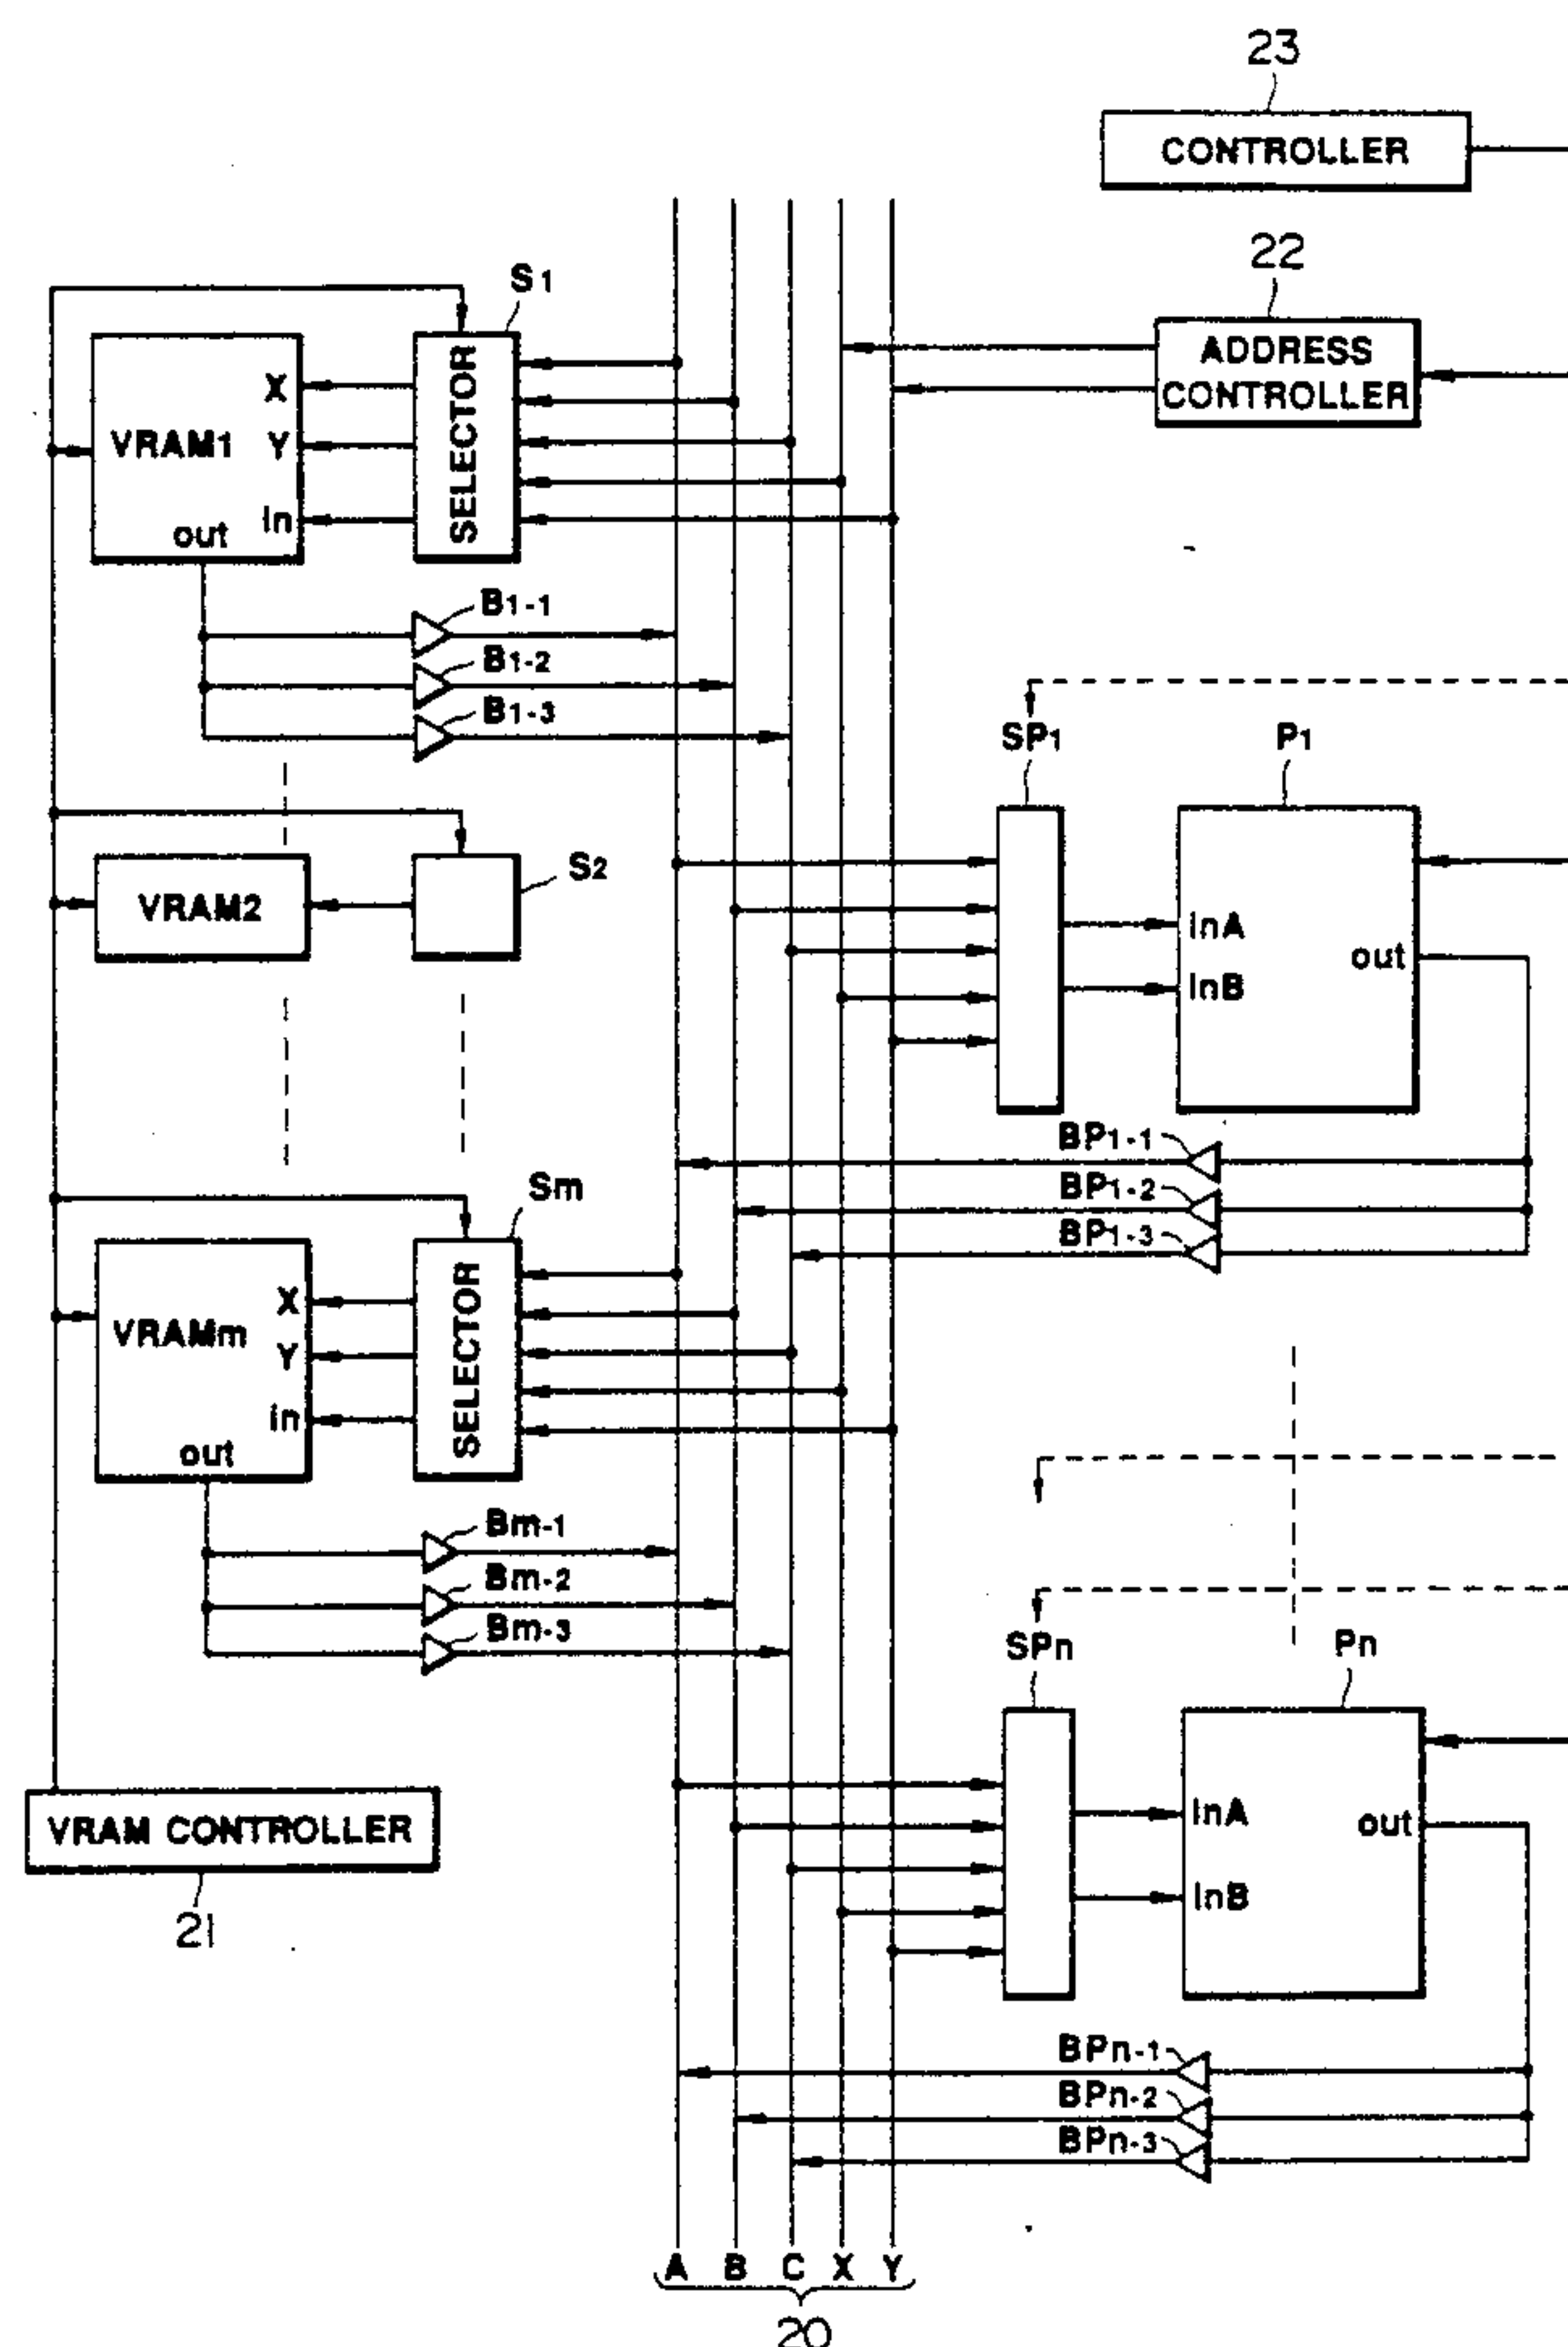 23
CONTROLLER
22
ADDRESS
CONTROLLER
S1
SELECTOR
X
VRAM1
Y
In
out
B1-1
B1-2
B1-3
SP1
P1
S2
VRAM2
InA
out
InB
BP1-1
BP1-2
BP1-3
Sm
SELECTOR
X
VRAMm
Y
In
out
Bm-1
Bm-2
Bm-3
SPn
Pn
InA
out
InB
VRAM CONTROLLER
21
BPn-1
BPn-2
BPn-3
A B C X Y
20